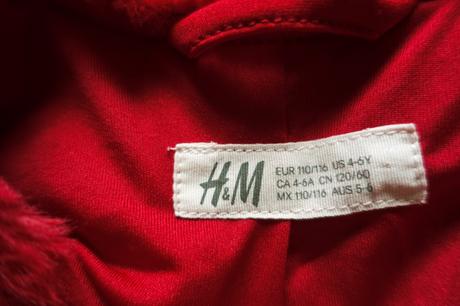 H&M
EUR 110/116 US 4-6Y
CA 4-6A CN 120/60
MX 110/116 AUS 5-6